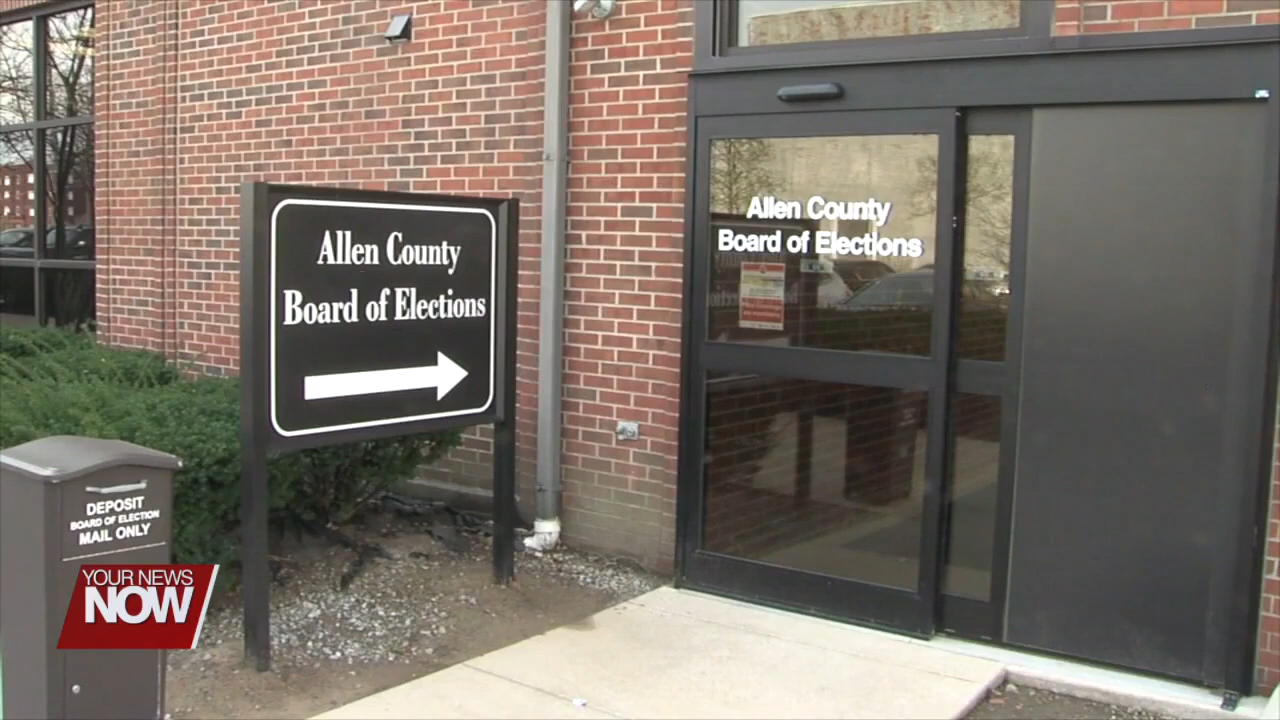 Allen County
Board of Elections
Allen County
Board of Elections
DEPOSIT
BOARD OF ELECTION
MAIL ONLY
YOUR NEWS
NOW